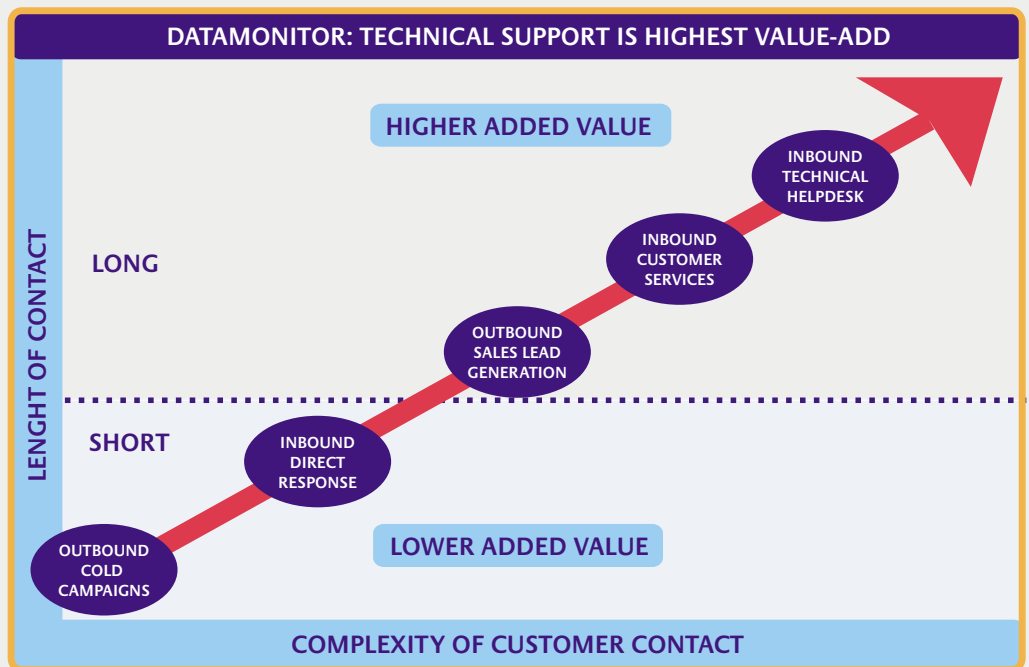 DATAMONITOR: TECHNICAL SUPPORT IS HIGHEST VALUE-ADD
HIGHER ADDED VALUE
INBOUND
TECHNICAL
HELPDESK
INBOUND
CUSTOMER
SERVICES
LONG
LENGHT OF CONTACT
OUTBOUND
SALES LEAD
GENERATION
SHORT
INBOUND
DIRECT
RESPONSE
LOWER ADDED VALUE
OUTBOUND
COLD
CAMPAIGNS
COMPLEXITY OF CUSTOMER CONTACT